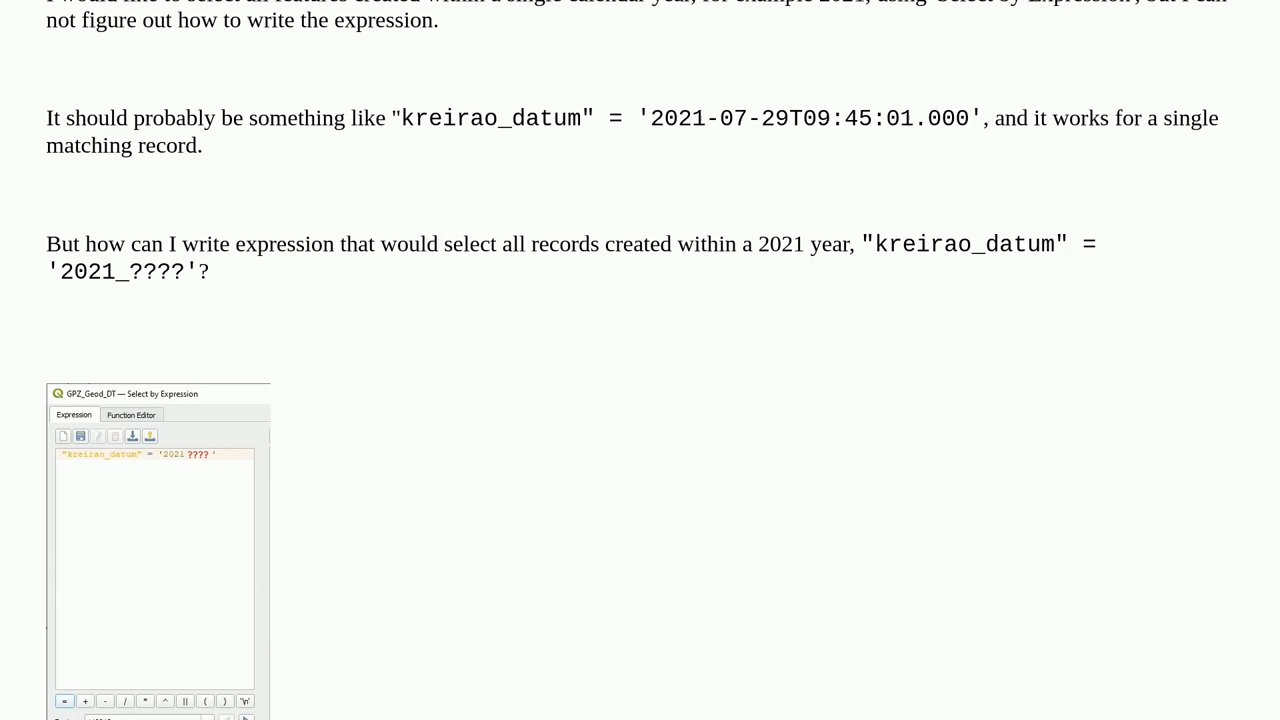 not figure out how to write the expression.
It should probably be something like "kreirao_datum" = '2021-07-29T09:45:01.000', and it works for a single
matching record.
But how can I write expression that would select all records created within a 2021 year, "kreirao_datum" =
'2021_????'?
GPZ_Geod_DT — Select by Expression
Expression Function Editor
"kreirao_datum" = '2021 ???? '
= + - / * ^ || ( ) '\n'